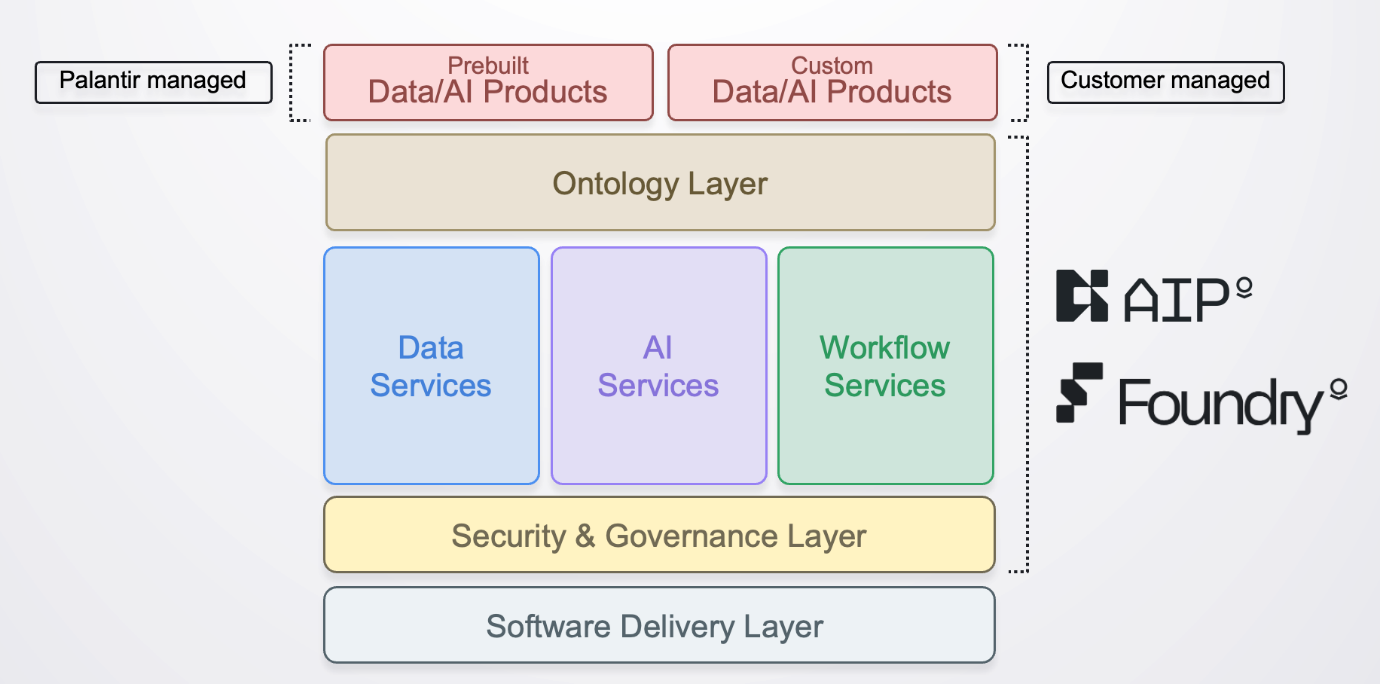 Palantir managed
Prebuilt
Data/AI Products
Custom
Data/AI Products
Customer managed
Ontology Layer
Data
Services
AI
Services
Workflow
Services
AIP
Foundry
Security & Governance Layer
Software Delivery Layer